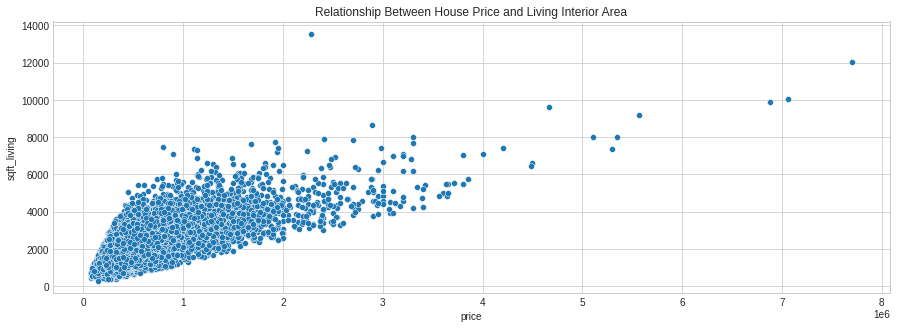 Relationship Between House Price and Living Interior Area
14000
12000
10000
8000
6000
4000
2000
0
sqft_living
0 1 2 3 4 5 6 7 8
1e6
price